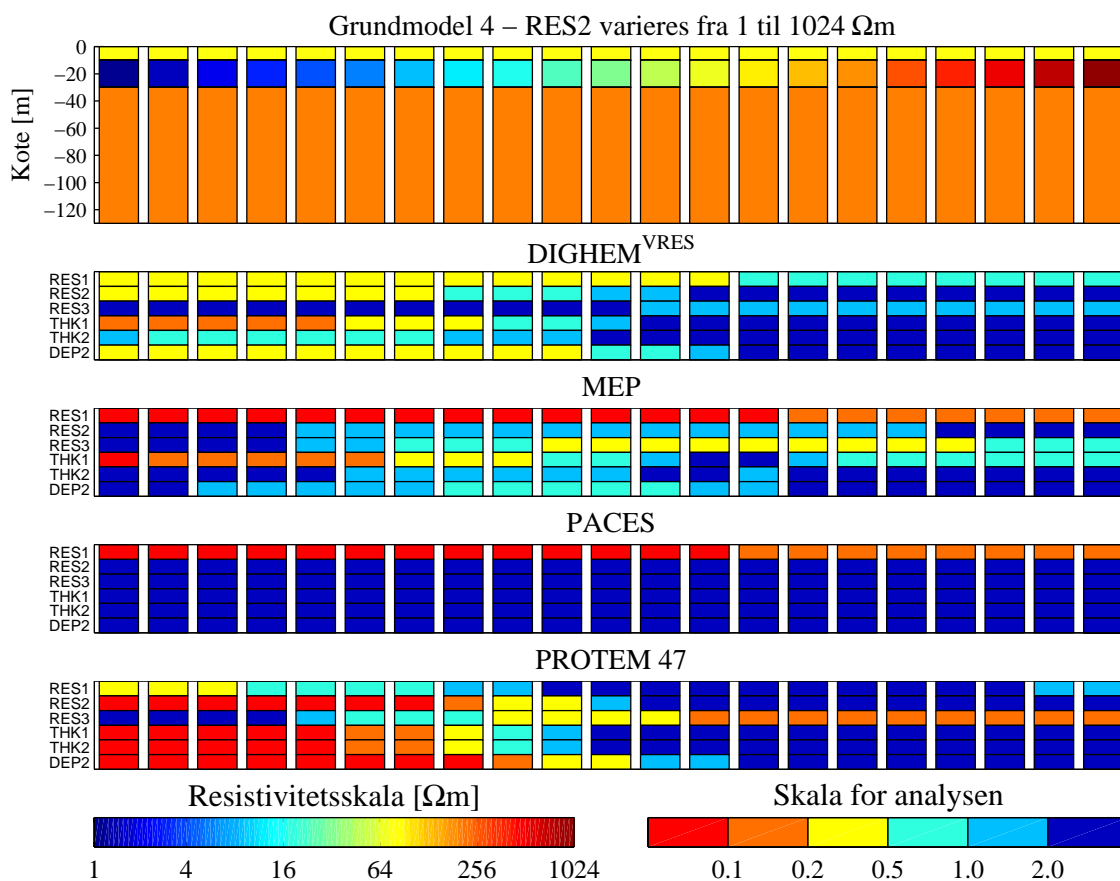 Grundmodel 4 – RES2 varieres fra 1 til 1024 Ωm
Kote [m]
0
−20
−40
−60
−80
−100
−120
DIGHEM^VRES
RES1
RES2
RES3
THK1
THK2
DEP2
MEP
RES1
RES2
RES3
THK1
THK2
DEP2
PACES
RES1
RES2
RES3
THK1
THK2
DEP2
PROTEM 47
RES1
RES2
RES3
THK1
THK2
DEP2
Resistivitetsskala [Ωm]
1 4 16 64 256 1024
Skala for analysen
0.1 0.2 0.5 1.0 2.0